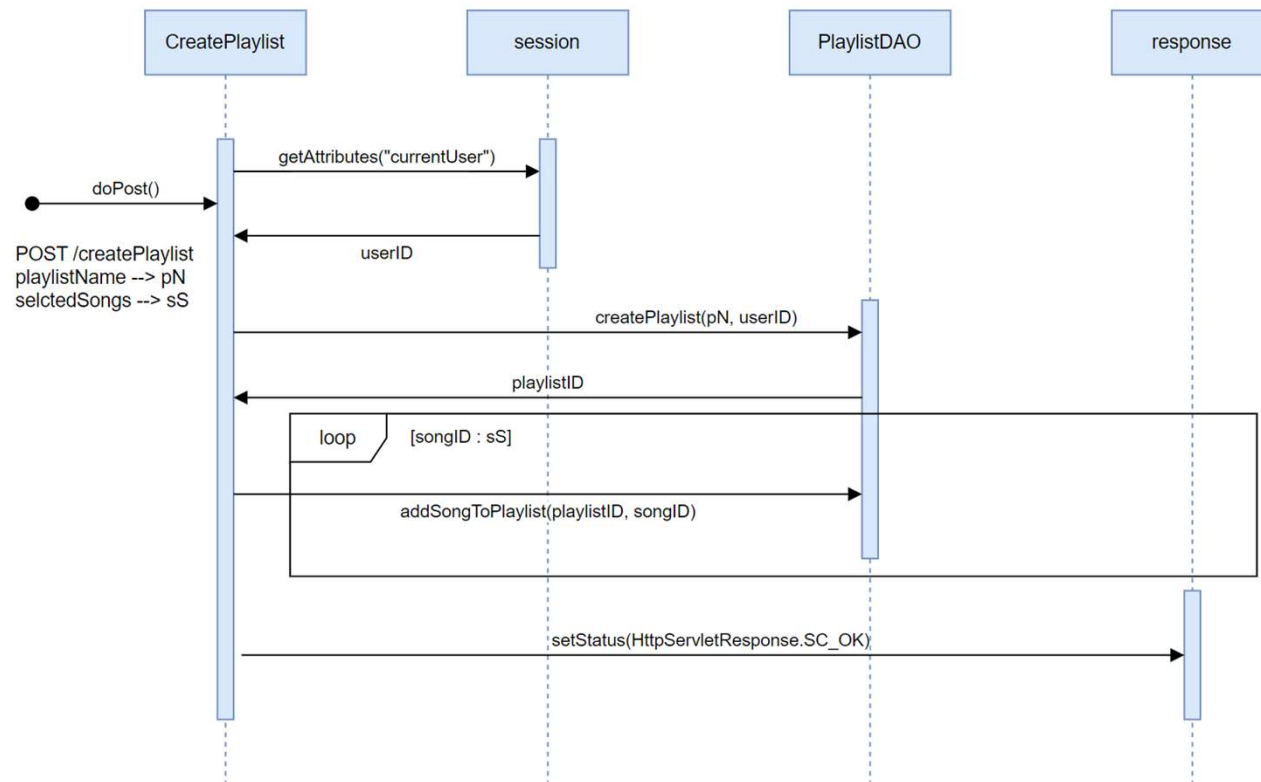 CreatePlaylist
session
PlaylistDAO
response
getAttributes("currentUser")
doPost()
userID
POST /createPlaylist
playlistName --> pN
selctedSongs --> sS
createPlaylist(pN, userID)
playlistID
loop
[songID : sS]
addSongToPlaylist(playlistID, songID)
setStatus(HttpServletResponse.SC_OK)